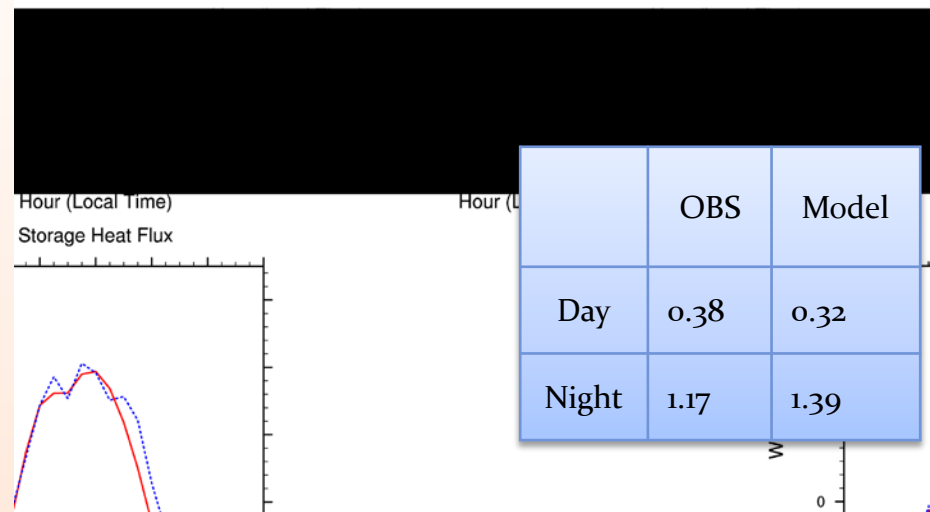 Hour (Local Time)
Hour (L
Storage Heat Flux
OBS Model
Day 0.38 0.32
Night 1.17 1.39
W
0